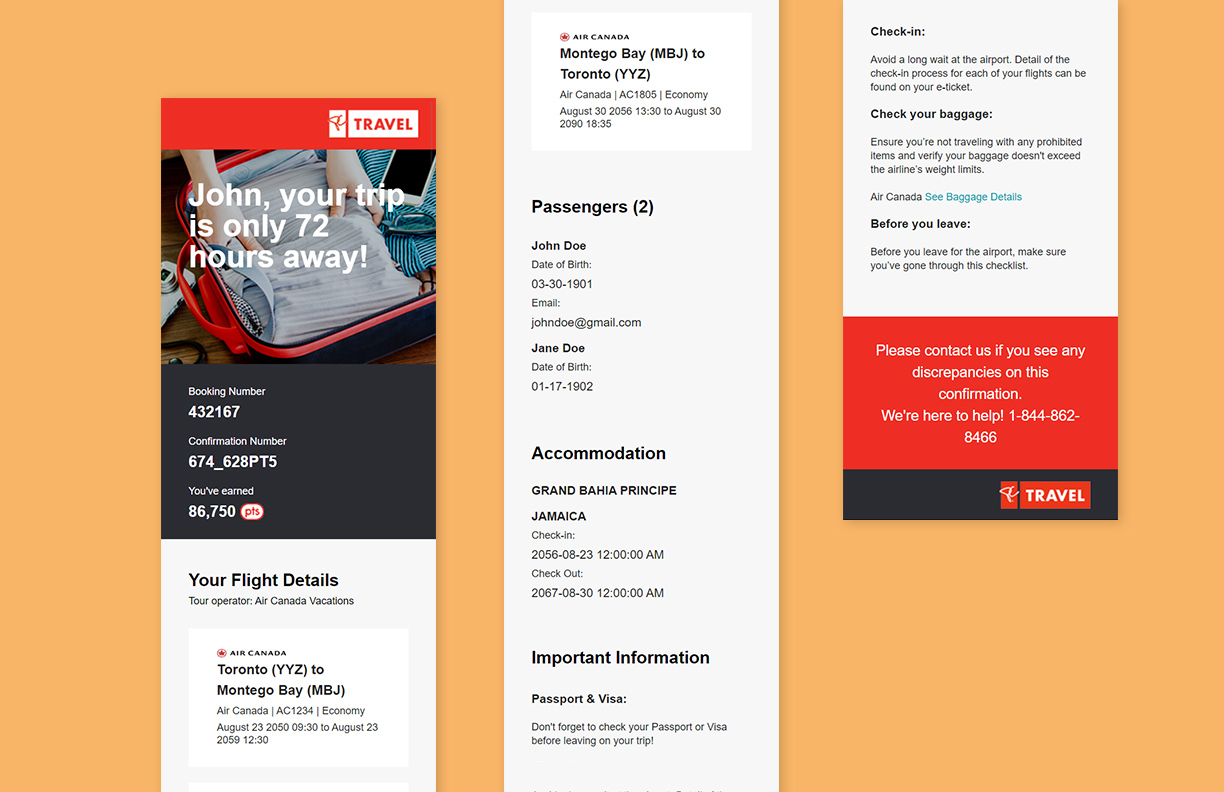 TRAVEL
John, your trip
is only 72
hours away!
Booking Number
432167
Confirmation Number
674_628PT5
You've earned
86,750 pts
Your Flight Details
Tour operator: Air Canada Vacations
AIR CANADA
Toronto (YYZ) to
Montego Bay (MBJ)
Air Canada | AC1234 | Economy
August 23 2050 09:30 to August 23
2059 12:30
AIR CANADA
Montego Bay (MBJ) to
Toronto (YYZ)
Air Canada | AC1805 | Economy
August 30 2056 13:30 to August 30
2090 18:35
Passengers (2)
John Doe
Date of Birth:
03-30-1901
Email:
johndoe@gmail.com
Jane Doe
Date of Birth:
01-17-1902
Accommodation
GRAND BAHIA PRINCIPE
JAMAICA
Check-in:
2056-08-23 12:00:00 AM
Check Out:
2067-08-30 12:00:00 AM
Important Information
Passport & Visa:
Don't forget to check your Passport or Visa
before leaving on your trip!
Check-in:
Avoid a long wait at the airport. Detail of the
check-in process for each of your flights can be
found on your e-ticket.
Check your baggage:
Ensure you're not traveling with any prohibited
items and verify your baggage doesn't exceed
the airline's weight limits.
Air Canada See Baggage Details
Before you leave:
Before you leave for the airport, make sure
you've gone through this checklist.
Please contact us if you see any
discrepancies on this
confirmation.
We're here to help! 1-844-862-
8466
TRAVEL